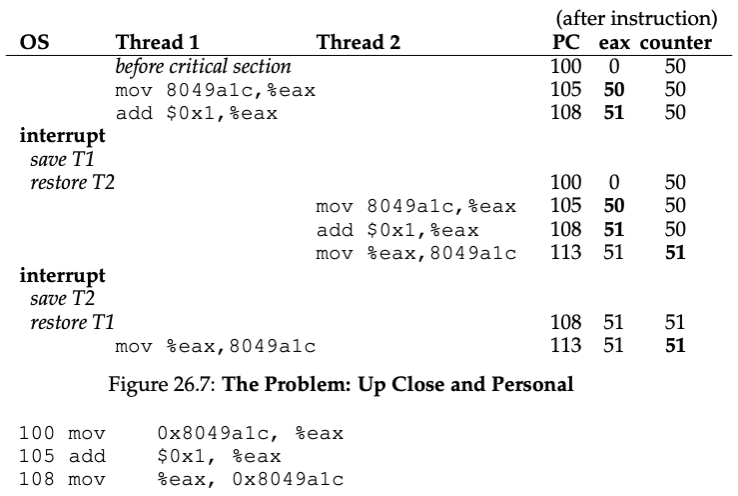 (after instruction)
OS Thread 1 Thread 2 PC eax counter
before critical section 100 0 50
mov 8049a1c,%eax 105 50 50
add $0x1,%eax 108 51 50
interrupt
save T1
restore T2 100 0 50
mov 8049a1c,%eax 105 50 50
add $0x1,%eax 108 51 50
mov %eax,8049a1c 113 51 51
interrupt
save T2
restore T1 108 51 51
mov %eax,8049a1c 113 51 51
Figure 26.7: The Problem: Up Close and Personal
100 mov 0x8049a1c, %eax
105 add $0x1, %eax
108 mov %eax, 0x8049a1c